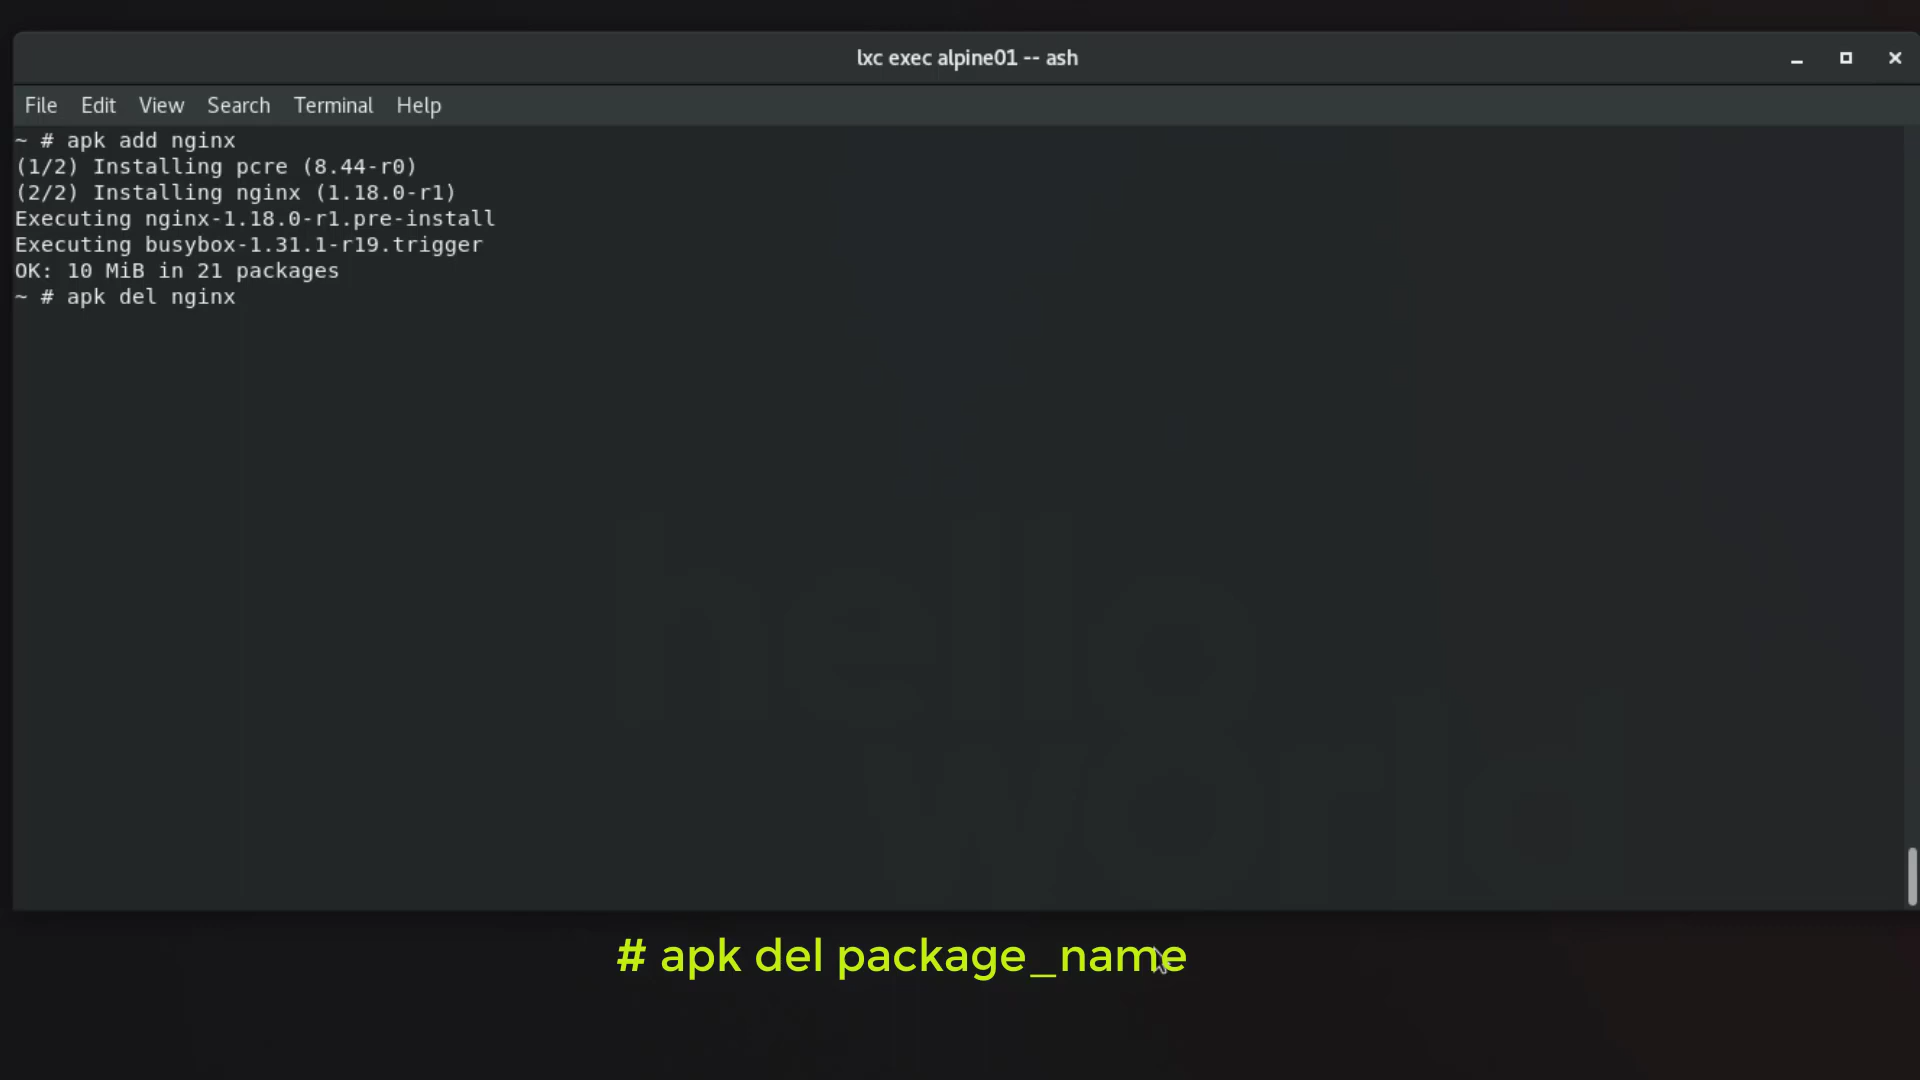 lxc exec alpine01 -- ash
File Edit View Search Terminal Help
~ # apk add nginx
(1/2) Installing pcre (8.44-r0)
(2/2) Installing nginx (1.18.0-r1)
Executing nginx-1.18.0-r1.pre-install
Executing busybox-1.31.1-r19.trigger
OK: 10 MiB in 21 packages
~ # apk del nginx
hello
world
# apk del package_name